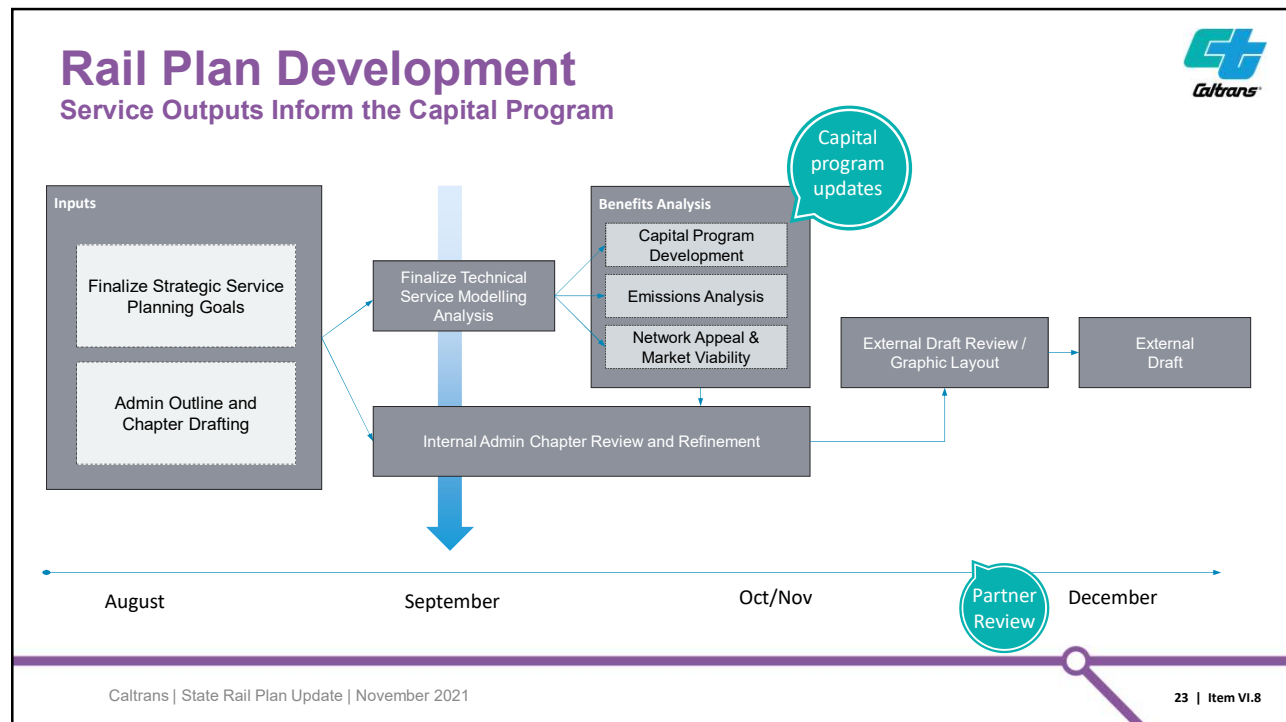 Rail Plan Development
Service Outputs Inform the Capital Program
Caltrans
Capital
program
updates
Inputs
Finalize Strategic Service
Planning Goals
Admin Outline and
Chapter Drafting
Finalize Technical
Service Modelling
Analysis
Benefits Analysis
Capital Program
Development
Emissions Analysis
Network Appeal &
Market Viability
Internal Admin Chapter Review and Refinement
External Draft Review /
Graphic Layout
External
Draft
August
September
Oct/Nov
Partner
Review
December
Caltrans | State Rail Plan Update | November 2021
23 | Item VI.8